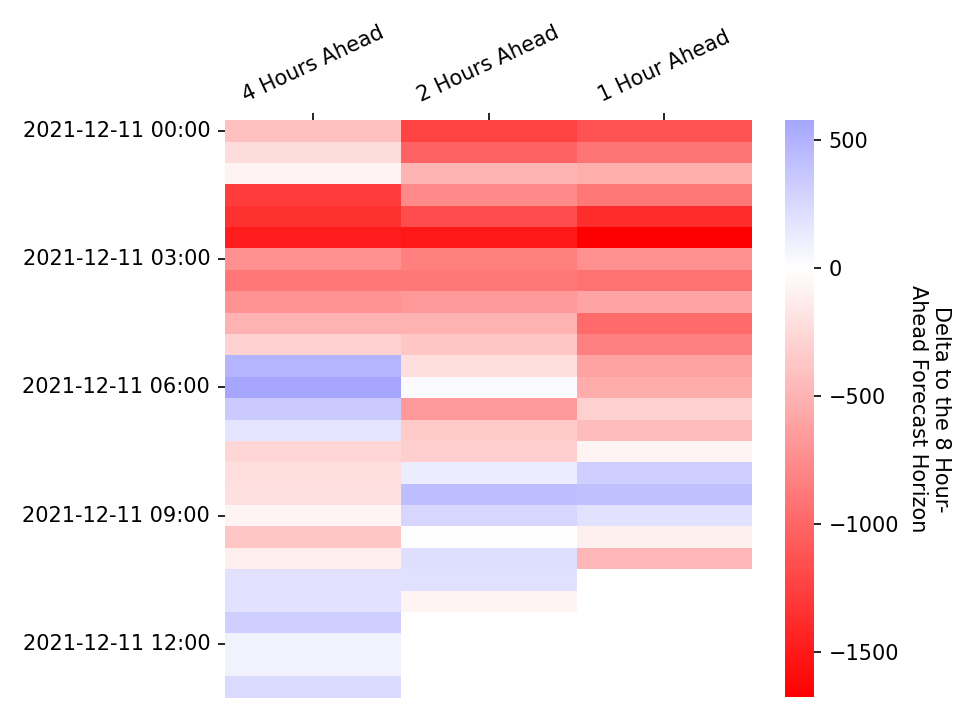 4 Hours Ahead
2 Hours Ahead
1 Hour Ahead
2021-12-11 00:00
2021-12-11 03:00
2021-12-11 06:00
2021-12-11 09:00
2021-12-11 12:00
500
0
−500
−1000
−1500
Delta to the 8 Hour-
Ahead Forecast Horizon